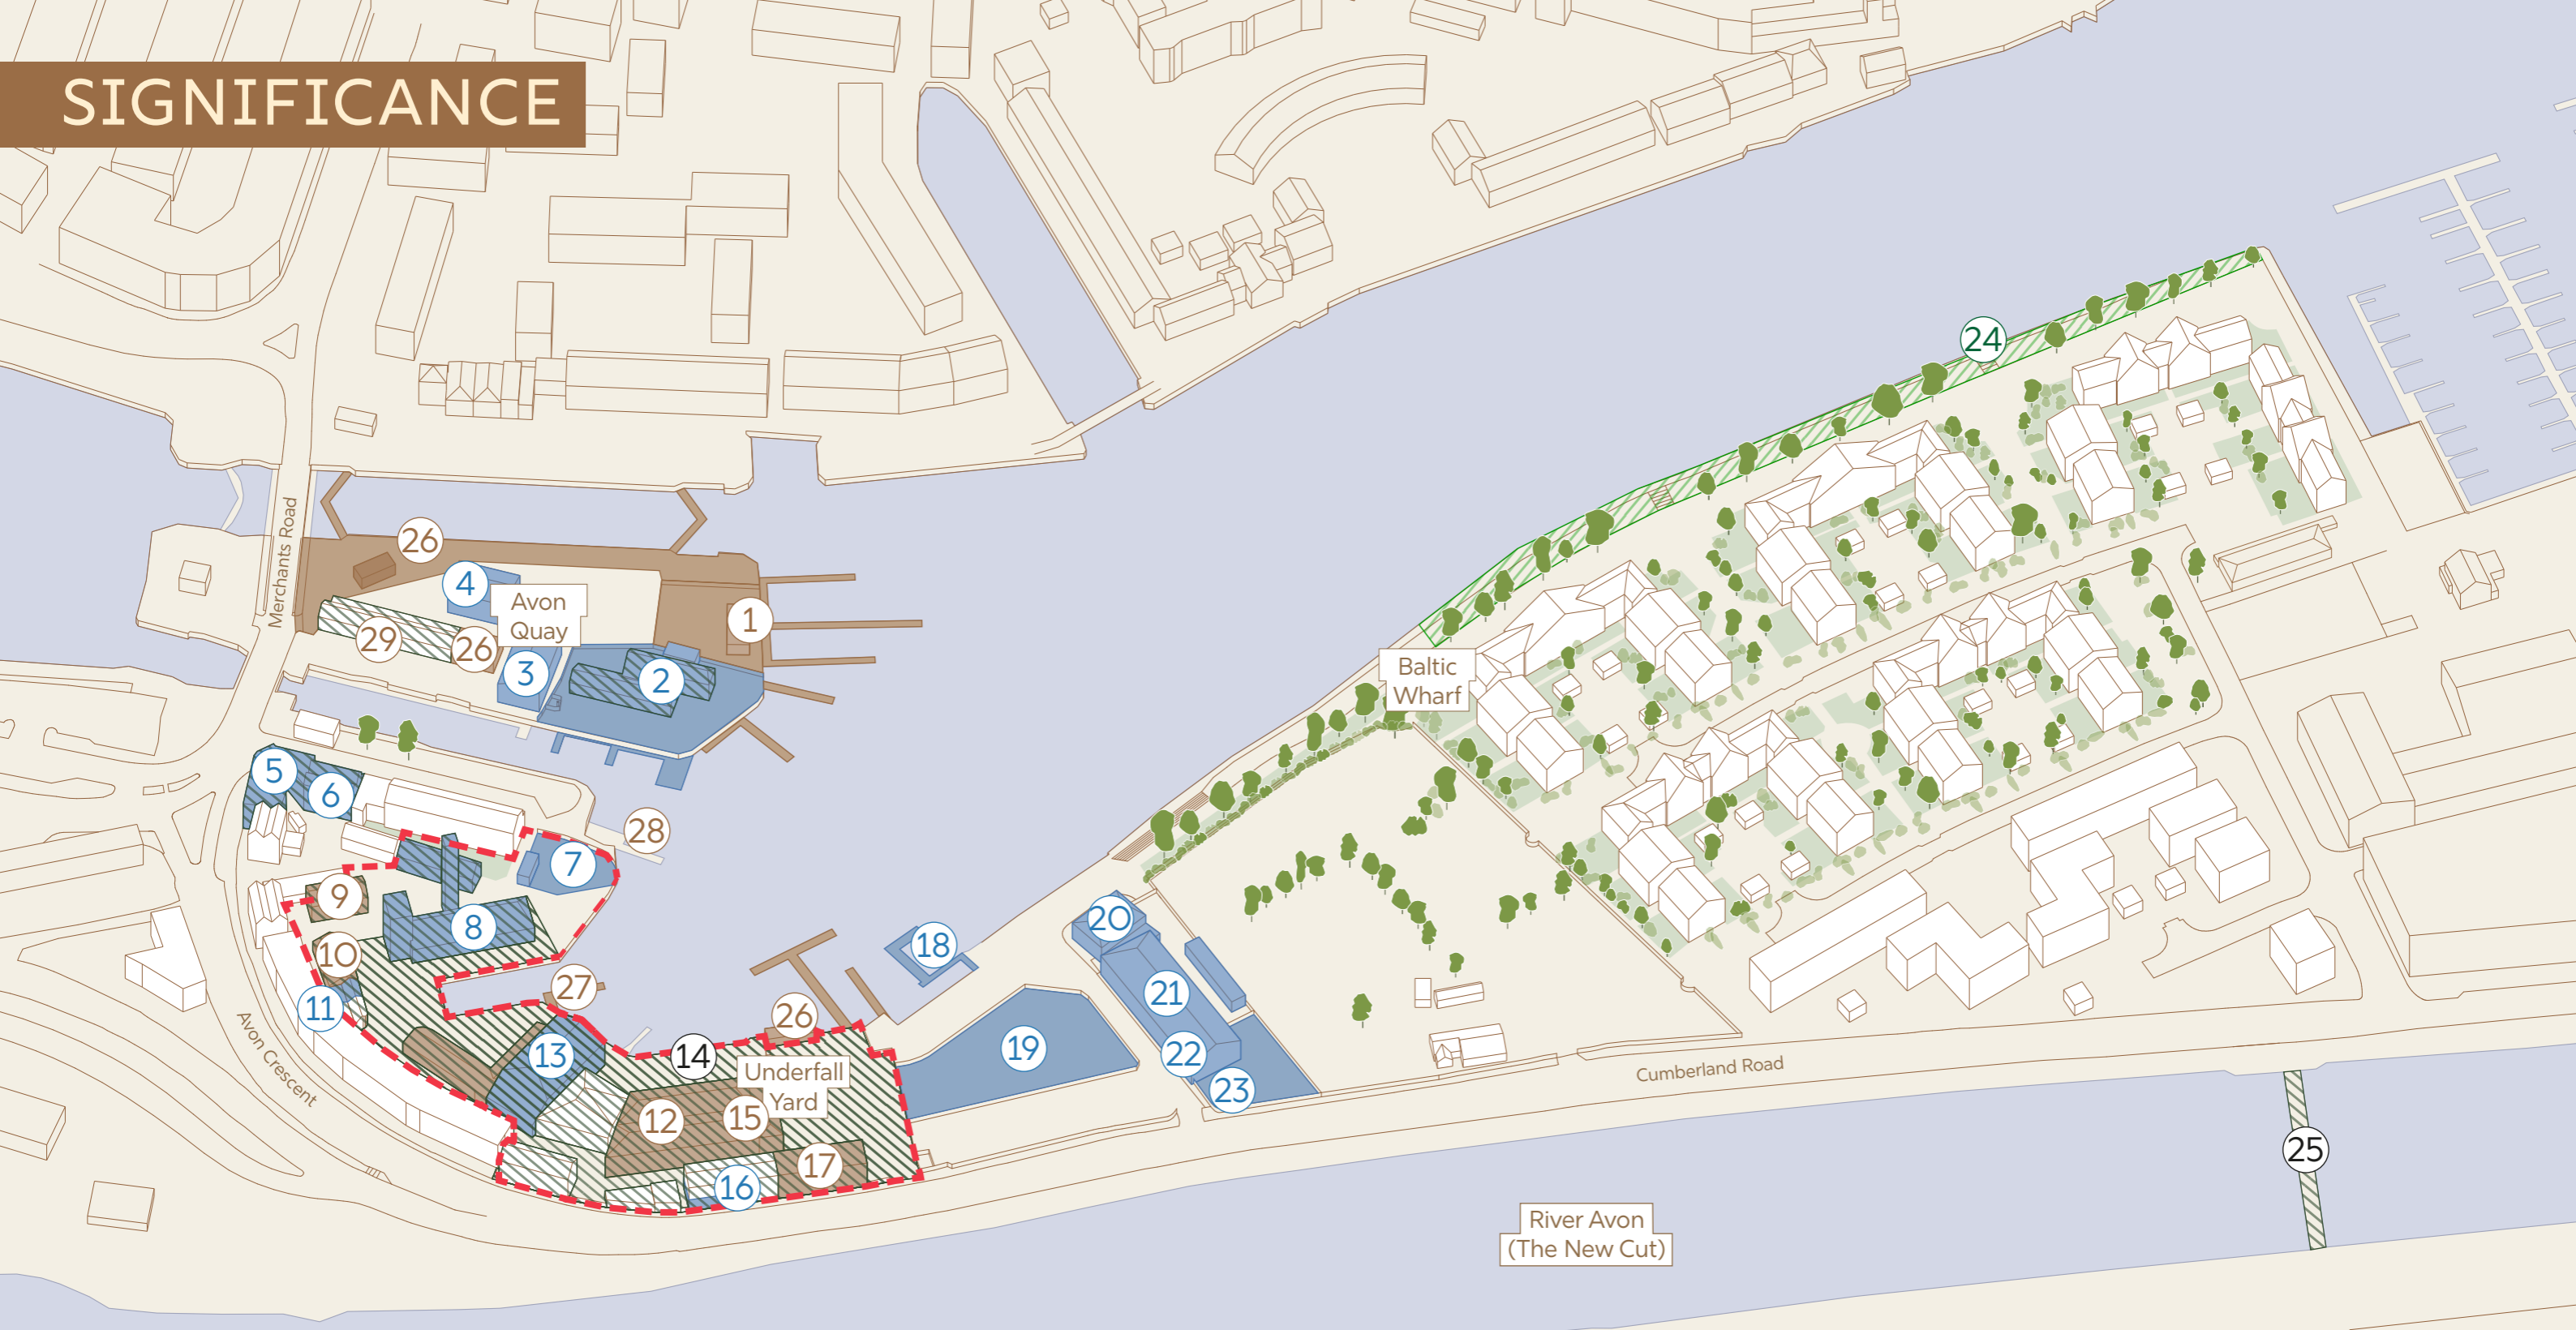 SIGNIFICANCE
24
Merchants Road
26
4
Avon
Quay
1
29
26
3
2
Baltic
Wharf
5
6
28
7
9
8
20
18
10
27
21
11
26
13
14
19
22
Underfall
Yard
Cumberland Road
Avon Crescent
23
12
15
25
17
16
River Avon
(The New Cut)